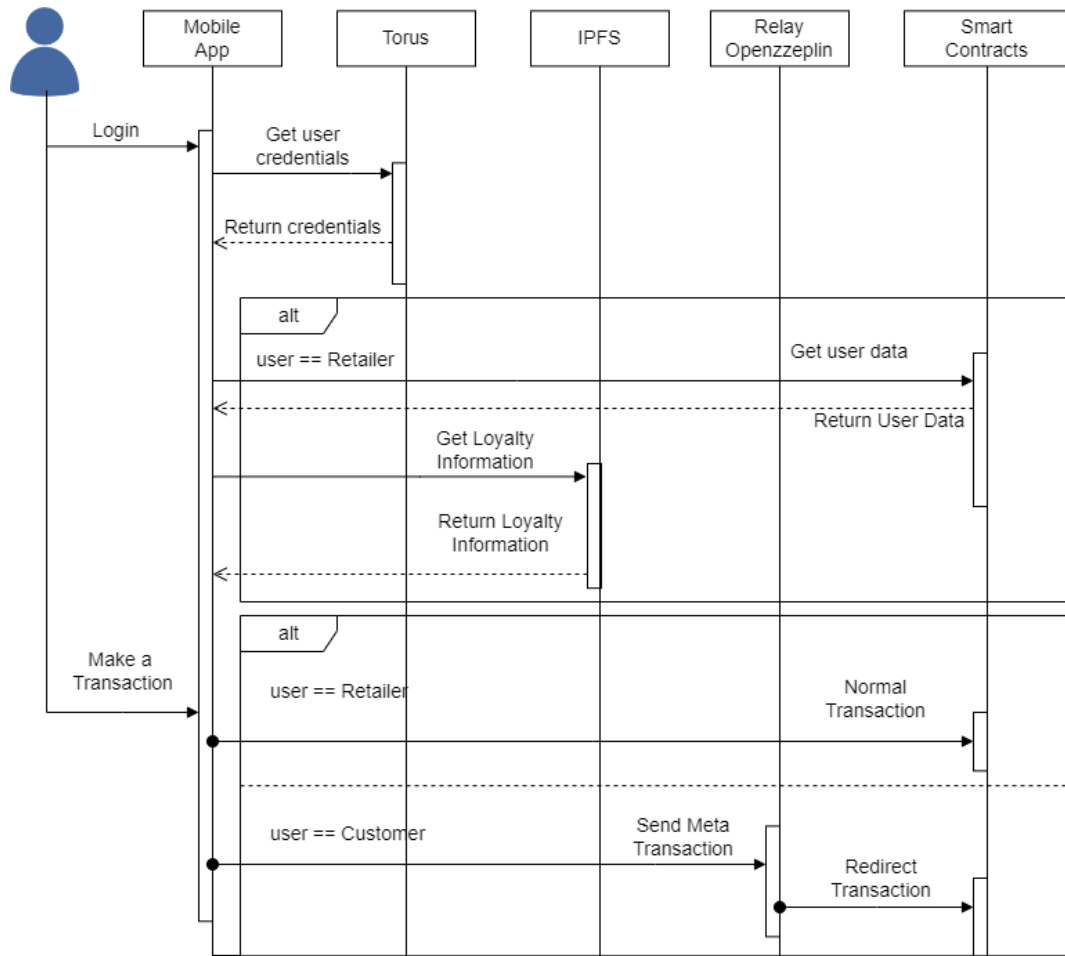 Mobile
App
Torus
IPFS
Relay
Openzzeplin
Smart
Contracts
Login
Get user
credentials
Return credentials
alt
user == Retailer
Get user data
Return User Data
Get Loyalty
Information
Return Loyalty
Information
alt
Make a
Transaction
user == Retailer
Normal
Transaction
user == Customer
Send Meta
Transaction
Redirect
Transaction